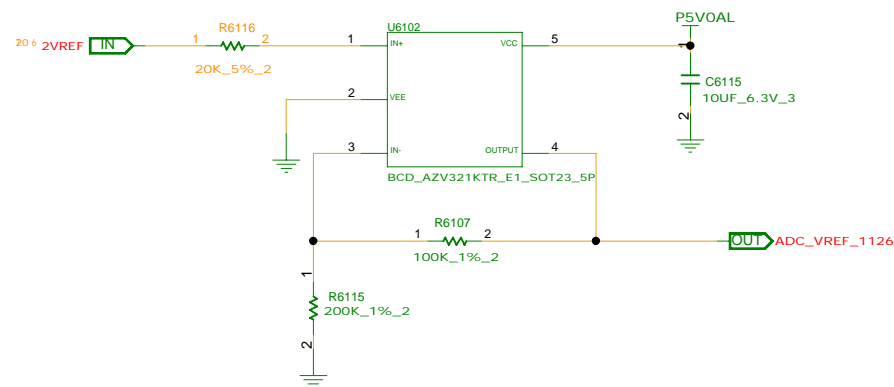 R6116
U6102
P5V0AL
2VREF
IN
1
2
1
IN+
VCC
5
1
20K_5%_2
C6115
10UF_6.3V_3
2
VEE
2
3
IN-
OUTPUT
4
BCD_AZV321KTR_E1_SOT23_5P
R6107
1
2
OUT
ADC_VREF_1126
100K_1%_2
1
R6115
200K_1%_2
2